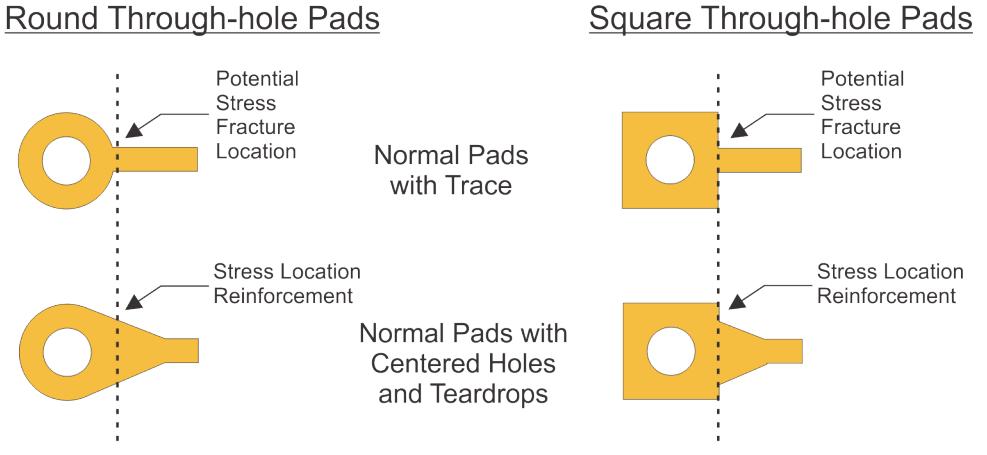 Round Through-hole Pads
Square Through-hole Pads
Potential
Stress
Fracture
Location
Normal Pads
with Trace
Potential
Stress
Fracture
Location
Stress Location
Reinforcement
Normal Pads with
Centered Holes
and Teardrops
Stress Location
Reinforcement